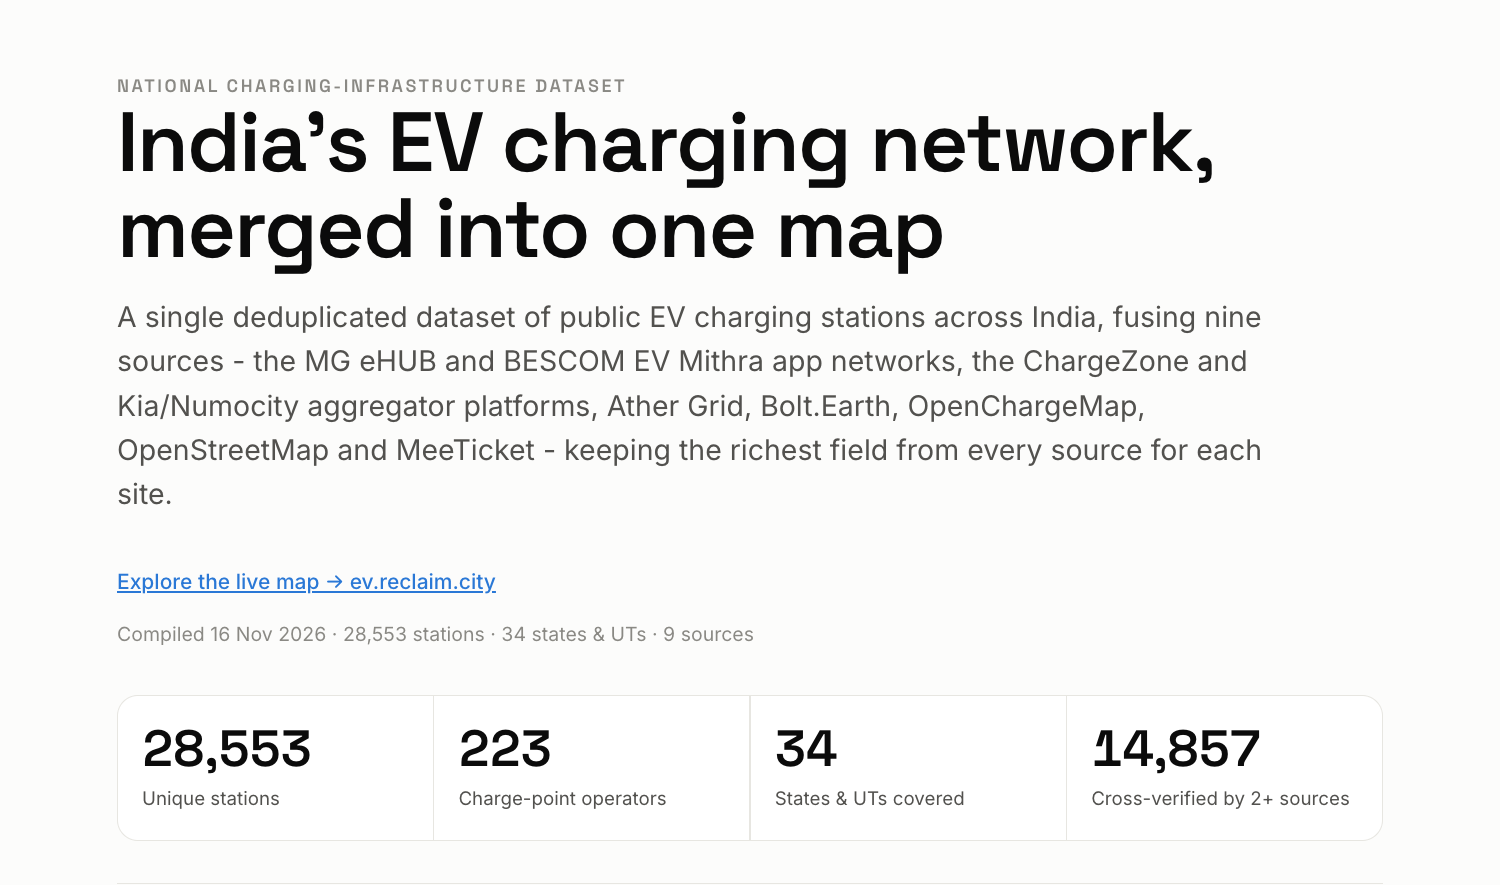 NATIONAL CHARGING-INFRASTRUCTURE DATASET
India’s EV charging network,
merged into one map
A single deduplicated dataset of public EV charging stations across India, fusing nine
sources - the MG eHUB and BESCOM EV Mithra app networks, the ChargeZone and
Kia/Numocity aggregator platforms, Ather Grid, Bolt.Earth, OpenChargeMap,
OpenStreetMap and MeeTicket - keeping the richest field from every source for each
site.
Explore the live map → ev.reclaim.city
Compiled 16 Nov 2026 · 28,553 stations · 34 states & UTs · 9 sources
28,553
Unique stations
223
Charge-point operators
34
States & UTs covered
14,857
Cross-verified by 2+ sources